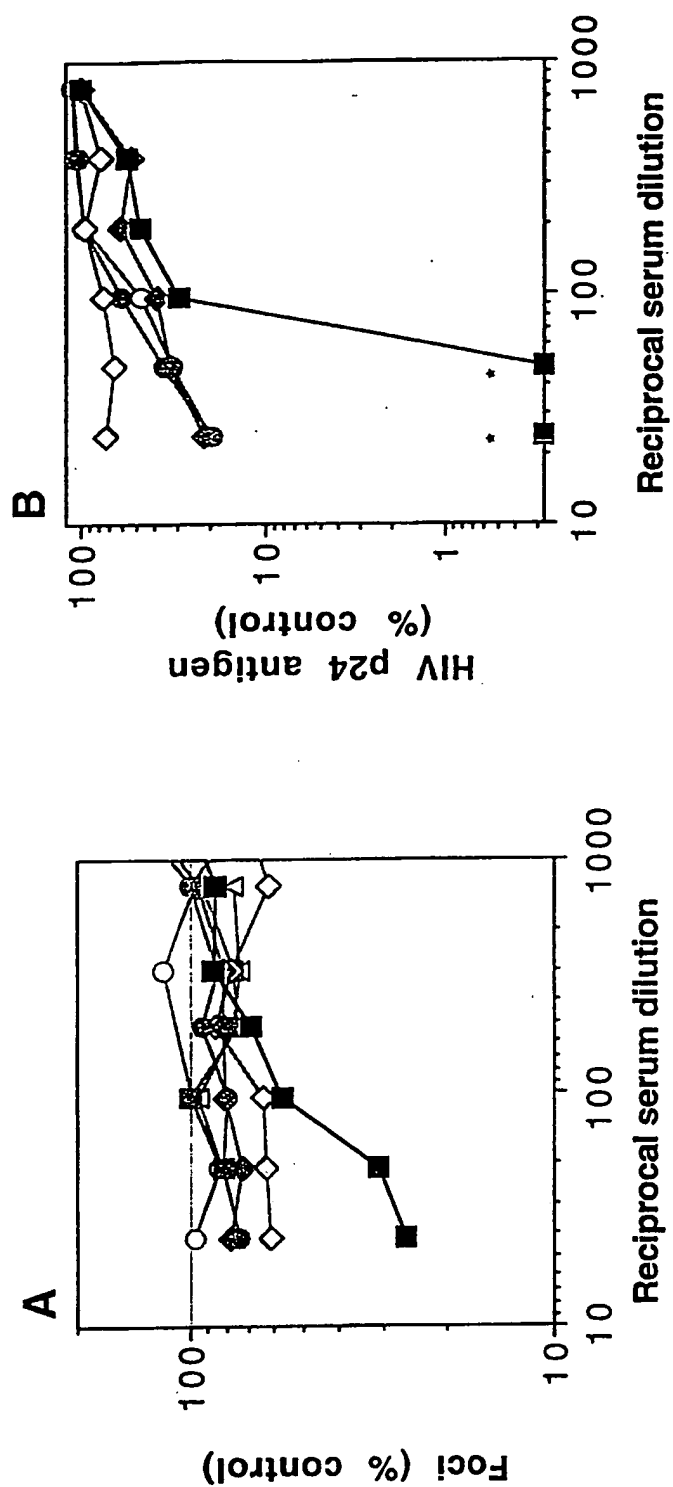 A
Foci (% control)
100
10
10
100
1000
Reciprocal serum dilution
B
HIV p24 antigen
(% control)
100
10
1
10
100
1000
Reciprocal serum dilution